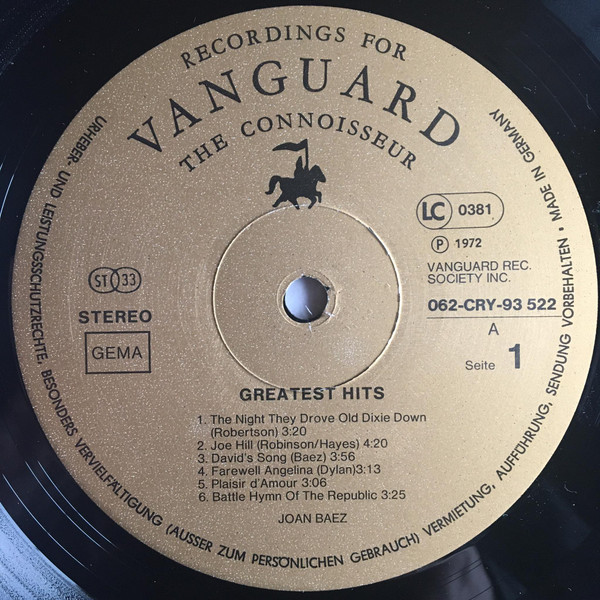 RECORDINGS FOR
VANGUARD
THE CONNOISSEUR
LC 0381
P 1972
VANGUARD REC.
SOCIETY INC.
062-CRY-93 522
A
Seite 1
ST 33
STEREO
GEMA
GREATEST HITS
1. The Night They Drove Old Dixie Down
(Robertson) 3:20
2. Joe Hill (Robinson/Hayes) 4:20
3. David's Song (Baez) 3:56
4. Farewell Angelina (Dylan)3:13
5. Plaisir d'Amour 3:06
6. Battle Hymn Of The Republic 3:25
JOAN BAEZ
URHEBER- UND LEISTUNGSSCHUTZRECHTE, BESONDERS VERVIELFÄLTIGUNG (AUSSER ZUM PERSÖNLICHEN GEBRAUCH) VERMIETUNG, AUFFÜHRUNG, SENDUNG VORBEHALTEN • MADE IN GERMANY